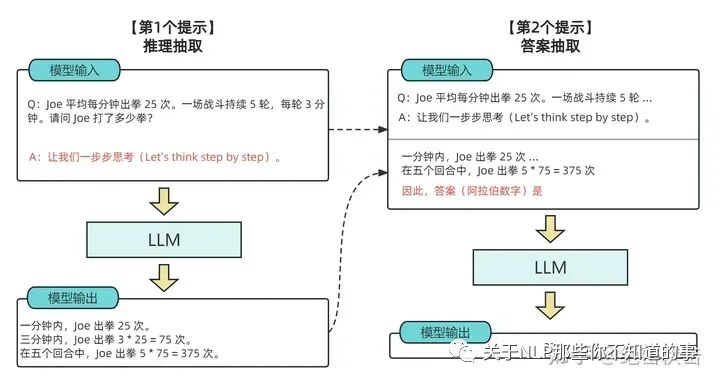 【第1个提示】
推理抽取
模型输入
Q：Joe 平均每分钟出拳 25 次。一场战斗持续 5 轮，每轮 3 分
钟。请问 Joe 打了多少拳？
A：让我们一步步思考（Let's think step by step）。
LLM
模型输出
一分钟内，Joe 出拳 25 次。
三分钟内，Joe 出拳 3 * 25 = 75 次。
在五个回合中，Joe 出拳 5 * 75 = 375 次。
【第2个提示】
答案抽取
模型输入
Q：Joe 平均每分钟出拳 25 次。一场战斗持续 5 轮 ...
A：让我们一步步思考（Let's think step by step）。
一分钟内，Joe 出拳 25 次 ...
在五个回合中，Joe 出拳 5 * 75 = 375 次
因此，答案（阿拉伯数字）是
LLM
模型输出
关于NLP那些你不知道的事